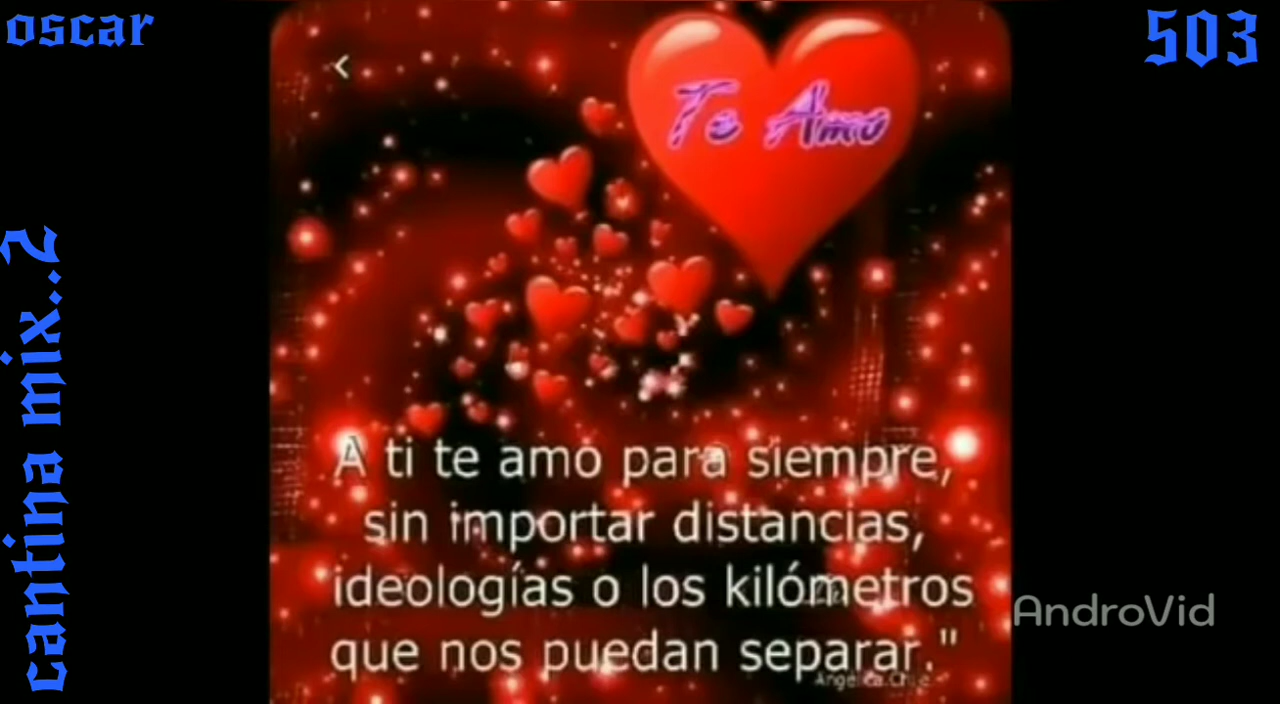 oscar
503
cantina mix..2
Te Amo
A ti te amo para siempre,
sin importar distancias,
ideologías o los kilómetros
que nos puedan separar."
AndroVid